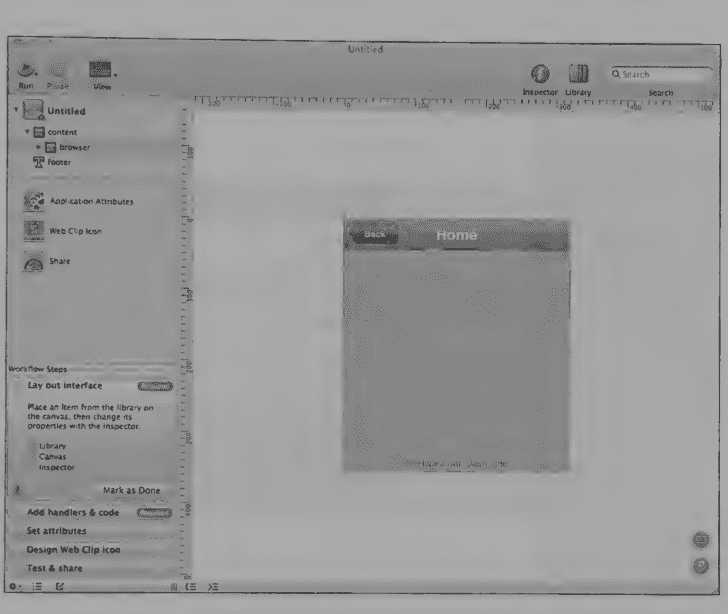 Untitled
Run Pause View Inspector Library Search
Search
Untitled
content
browser
footer
Application Attributes
Web Clip Icon
Share
Back Home
Workflow Steps
Lay out interface
Place an item from the library on
the canvas, then change its
properties with the inspector.
Library
Canvas
Inspector
Mark as Done
Add handlers & code
Set attributes
Design Web Clip icon
Test & share